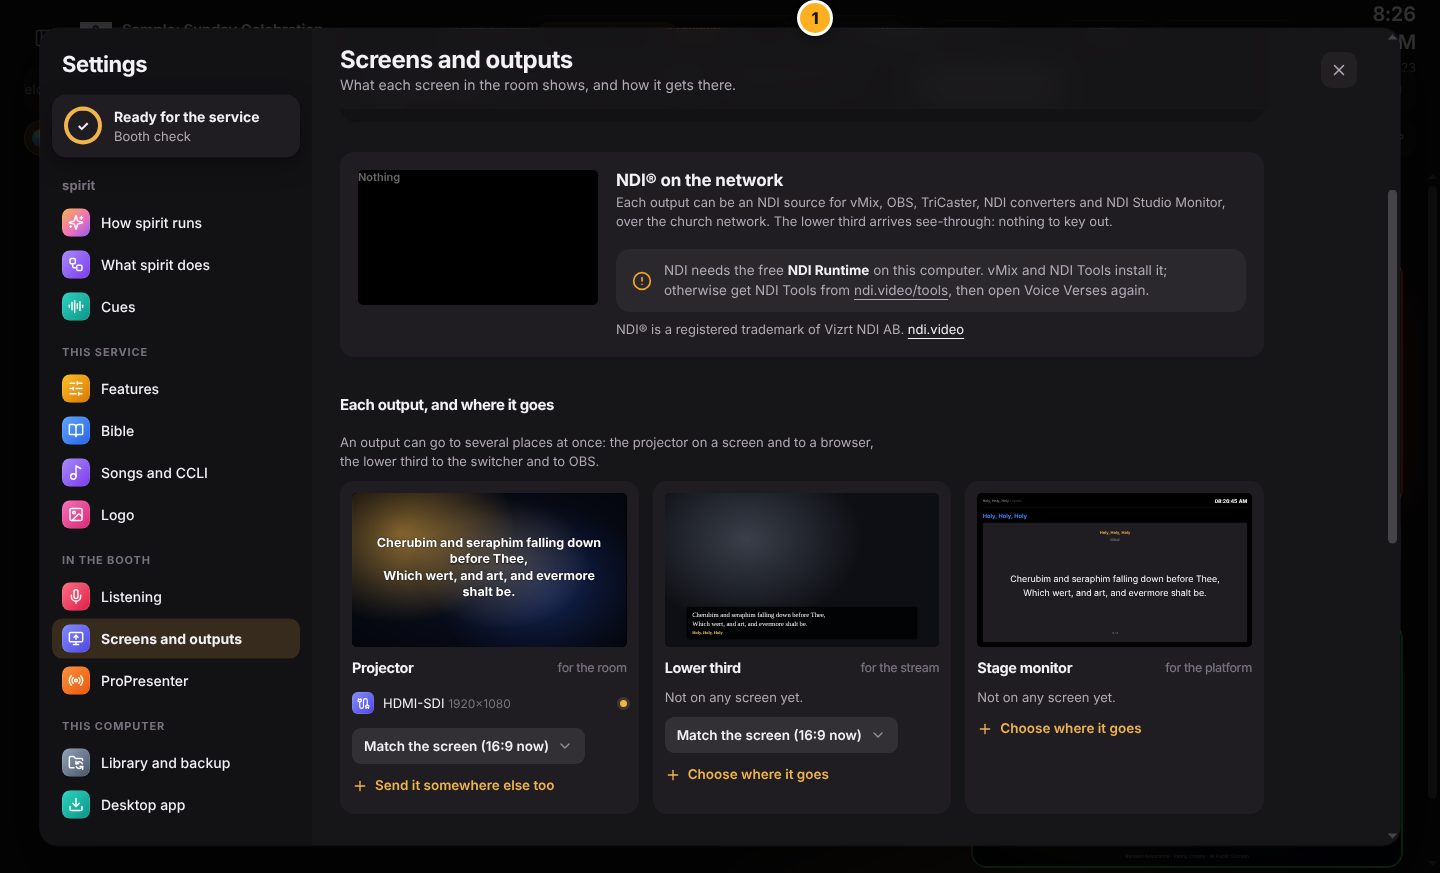 1
8:26
Settings
Ready for the service
Booth check
spirit
How spirit runs
What spirit does
Cues
THIS SERVICE
Features
Bible
Songs and CCLI
Logo
IN THE BOOTH
Listening
Screens and outputs
ProPresenter
THIS COMPUTER
Library and backup
Desktop app
Screens and outputs
What each screen in the room shows, and how it gets there.
Nothing
NDI® on the network
Each output can be an NDI source for vMix, OBS, TriCaster, NDI converters and NDI Studio Monitor,
over the church network. The lower third arrives see-through: nothing to key out.
NDI needs the free NDI Runtime on this computer. vMix and NDI Tools install it;
otherwise get NDI Tools from ndi.video/tools, then open Voice Verses again.
NDI® is a registered trademark of Vizrt NDI AB. ndi.video
Each output, and where it goes
An output can go to several places at once: the projector on a screen and to a browser,
the lower third to the switcher and to OBS.
Cherubim and seraphim falling down
before Thee,
Which wert, and art, and evermore
shalt be.
Projector
for the room
HDMI-SDI 1920×1080
Match the screen (16:9 now)
Send it somewhere else too
Cherubim and seraphim falling down before Thee,
Which wert, and art, and evermore shalt be.
Holy, Holy, Holy
Lower third
for the stream
Not on any screen yet.
Match the screen (16:9 now)
Choose where it goes
Holy, Holy, Holy
08:26:45 AM
Holy, Holy, Holy
Holy, Holy, Holy
Cherubim and seraphim falling down before Thee,
Which wert, and art, and evermore shalt be.
Stage monitor
for the platform
Not on any screen yet.
Choose where it goes